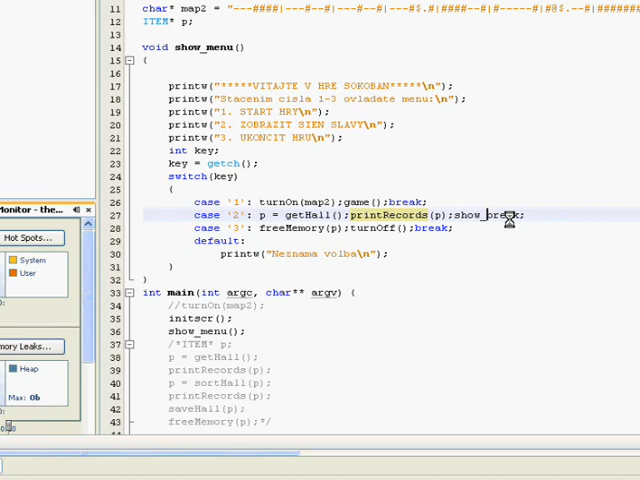 11 char* map2 = "---####|---#--#|---#--#|---#$.#|####--#|#-----#|#@$.--#|######
12 ITEM* p;
13
14 void show_menu()
15 {
16
17 printw("*****VITAJTE V HRE SOKOBAN*****\n");
18 printw("Stacenim cisla 1-3 ovladate menu:\n");
19 printw("1. START HRY\n");
20 printw("2. ZOBRAZIT SIEN SLAVY\n");
21 printw("3. UKONCIT HRU\n");
22 int key;
23 key = getch();
24 switch(key)
25 {
26 case '1': turnOn(map2);game();break;
27 case '2': p = getHall();printRecords(p);show_break;
28 case '3': freeMemory(p);turnOff();break;
29 default:
30 printw("Neznama volba\n");
31 }
32 }
33 int main(int argc, char** argv) {
34 //turnOn(map2);
35 initscr();
36 show_menu();
37 /*ITEM* p;
38 p = getHall();
39 printRecords(p);
40 p = sortHall(p);
41 printRecords(p);
42 saveHall(p);
43 freeMemory(p);*/
44
Monitor - the...
Hot Spots...
System
User
mory Leaks...
Heap
Max: 0b